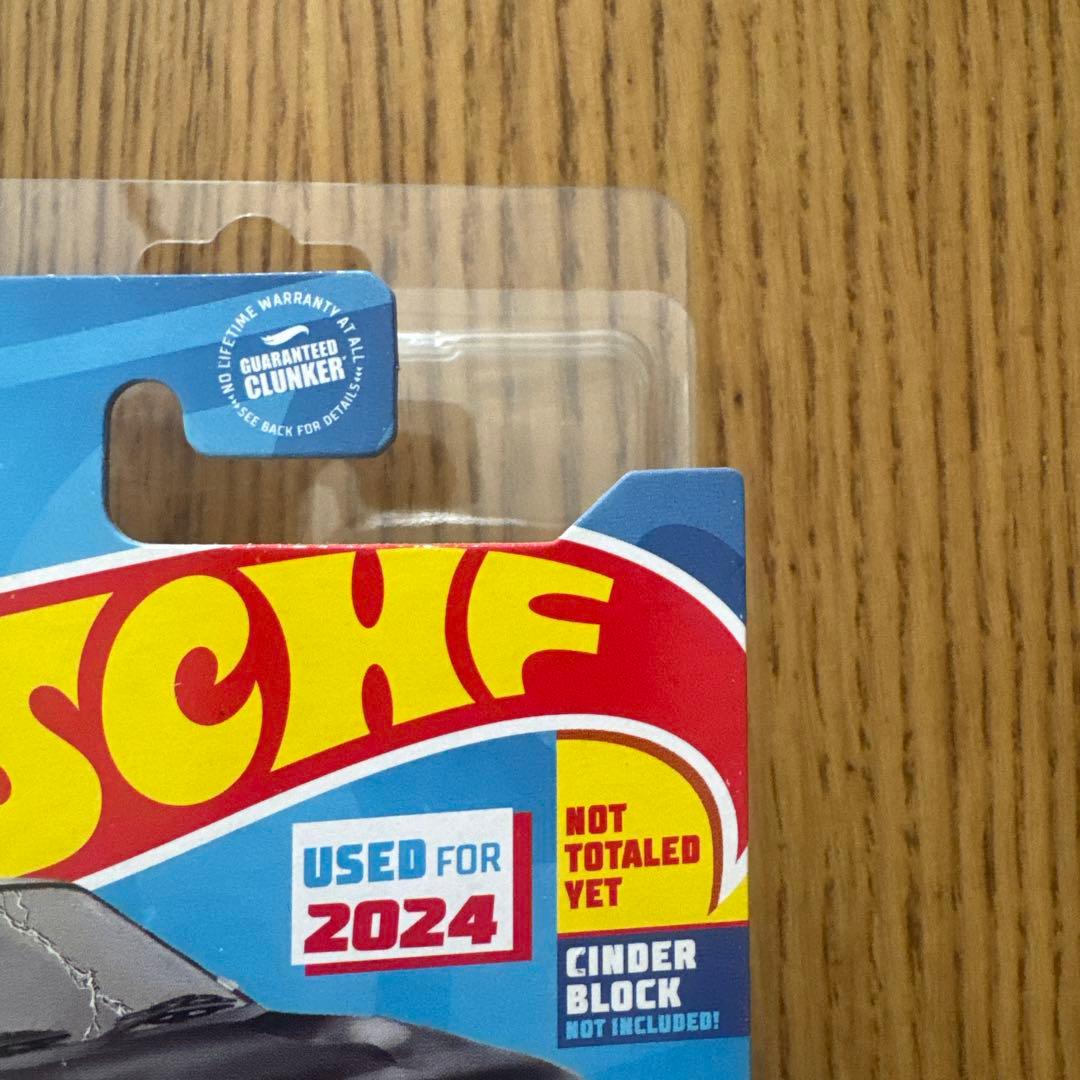 NO LIFETIME WARRANTY AT ALL
GUARANTEED
CLUNKER
SEE BACK FOR DETAILS
SCHF
USED FOR
2024
NOT
TOTALED
YET
CINDER
BLOCK
NOT INCLUDED!